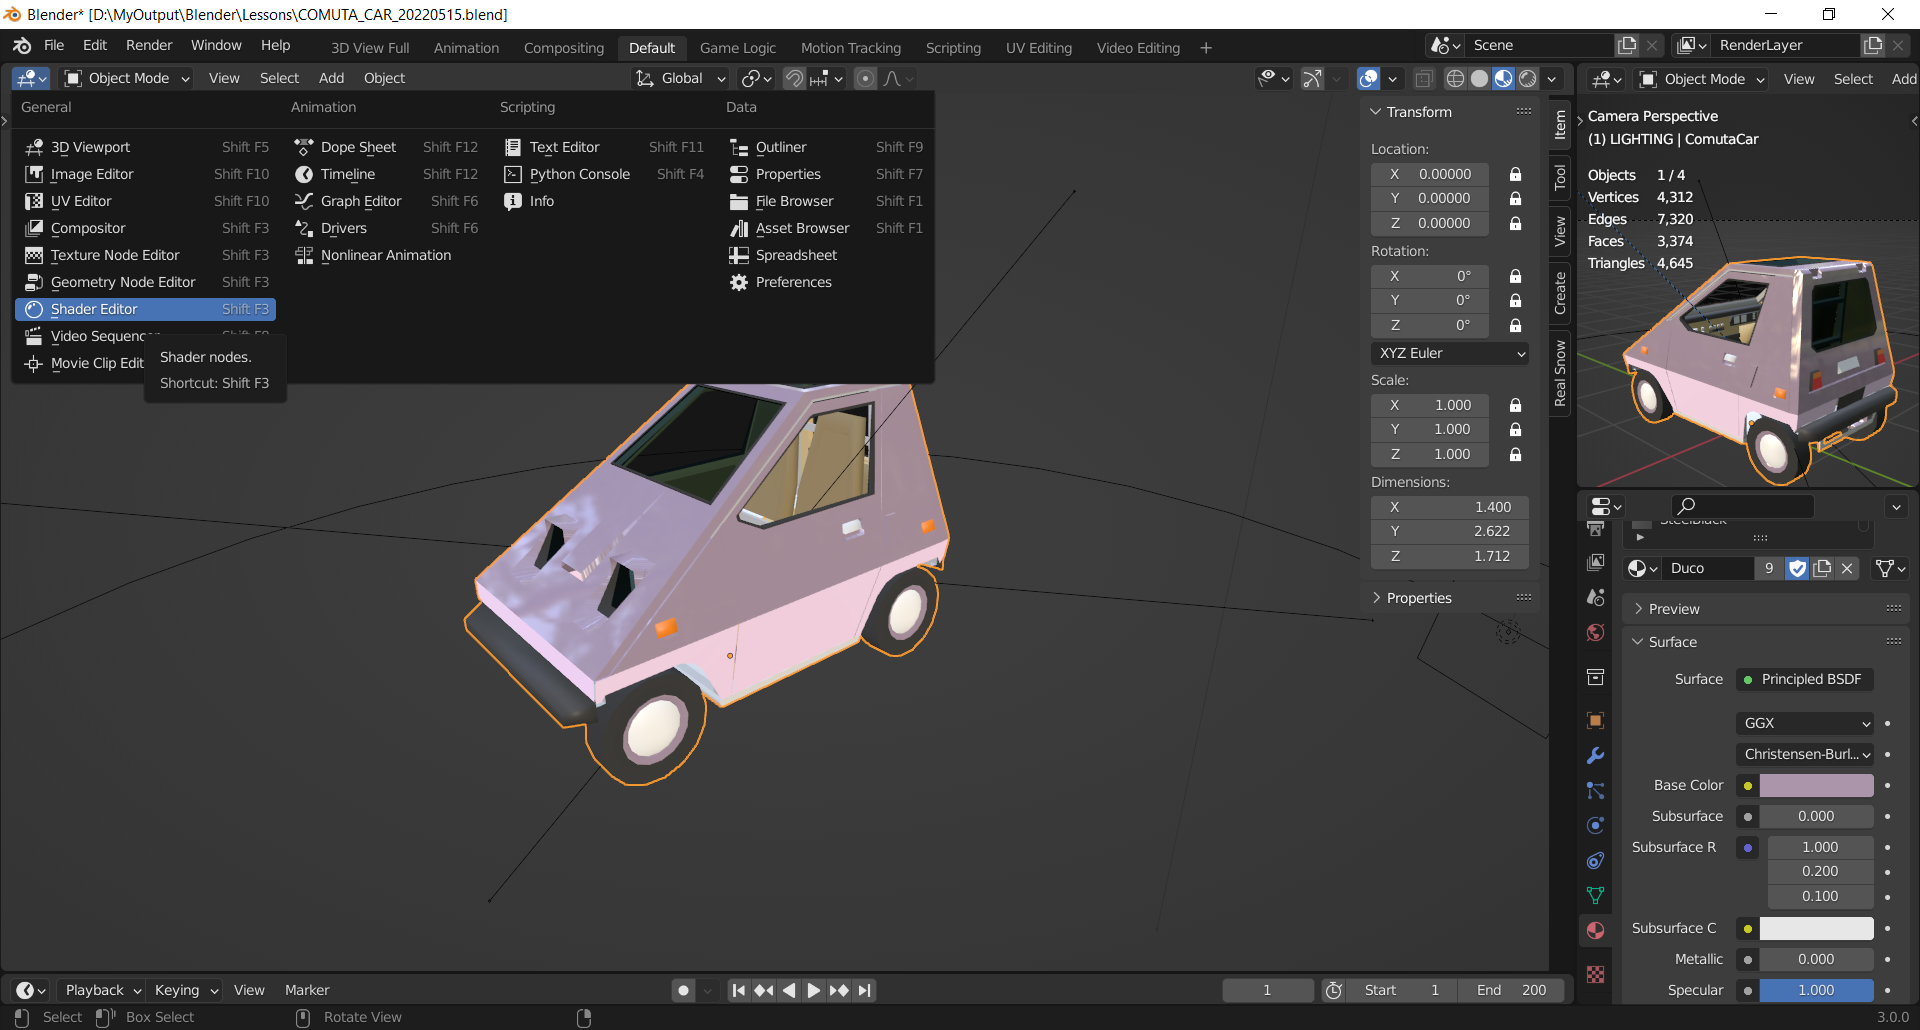 Blender* [D:\MyOutput\Blender\Lessons\COMUTA_CAR_20220515.blend]
File Edit Render Window Help
3D View Full Animation Compositing Default Game Logic Motion Tracking Scripting UV Editing Video Editing +
Scene
RenderLayer
Object Mode View Select Add Object
Global
Object Mode View Select Add
General
3D Viewport Shift F5
Image Editor Shift F10
UV Editor Shift F10
Compositor Shift F3
Texture Node Editor Shift F3
Geometry Node Editor Shift F3
Shader Editor Shift F3
Video Sequencer
Movie Clip Edit
Shader nodes.
Shortcut: Shift F3
Animation
Dope Sheet Shift F12
Timeline Shift F12
Graph Editor Shift F6
Drivers Shift F6
Nonlinear Animation
Scripting
Text Editor Shift F11
Python Console Shift F4
Info
Data
Outliner Shift F9
Properties Shift F7
File Browser Shift F1
Asset Browser Shift F1
Spreadsheet
Preferences
Transform
Location:
X 0.00000
Y 0.00000
Z 0.00000
Rotation:
X 0°
Y 0°
Z 0°
XYZ Euler
Scale:
X 1.000
Y 1.000
Z 1.000
Dimensions:
X 1.400
Y 2.622
Z 1.712
Properties
Item
Tool
View
Create
Real Snow
Camera Perspective
(1) LIGHTING | ComutaCar
Objects 1 / 4
Vertices 4,312
Edges 7,320
Faces 3,374
Triangles 4,645
SteelBlack
Duco 9
Preview
Surface
Surface Principled BSDF
GGX
Christensen-Burl...
Base Color
Subsurface 0.000
Subsurface R 1.000
0.200
0.100
Subsurface C
Metallic 0.000
Specular 1.000
Playback Keying View Marker
1
Start 1
End 200
Select Box Select Rotate View
3.0.0